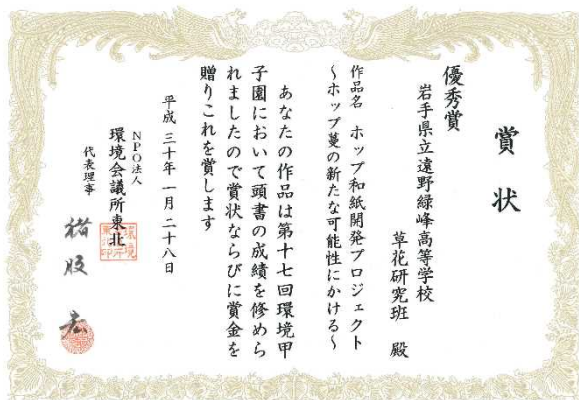 賞状
優秀賞
岩手県立遠野緑峰高等学校
草花研究班 殿
作品名 ホップ和紙開発プロジェクト
～ホップ蔓の新たな可能性にかける～
あなたの作品は第十七回環境甲
子園において頭書の成績を修めら
れましたので賞状ならびに賞金を
贈りこれを賞します
平成三十年一月二十八日
NPO法人
環境会議所東北
代表理事